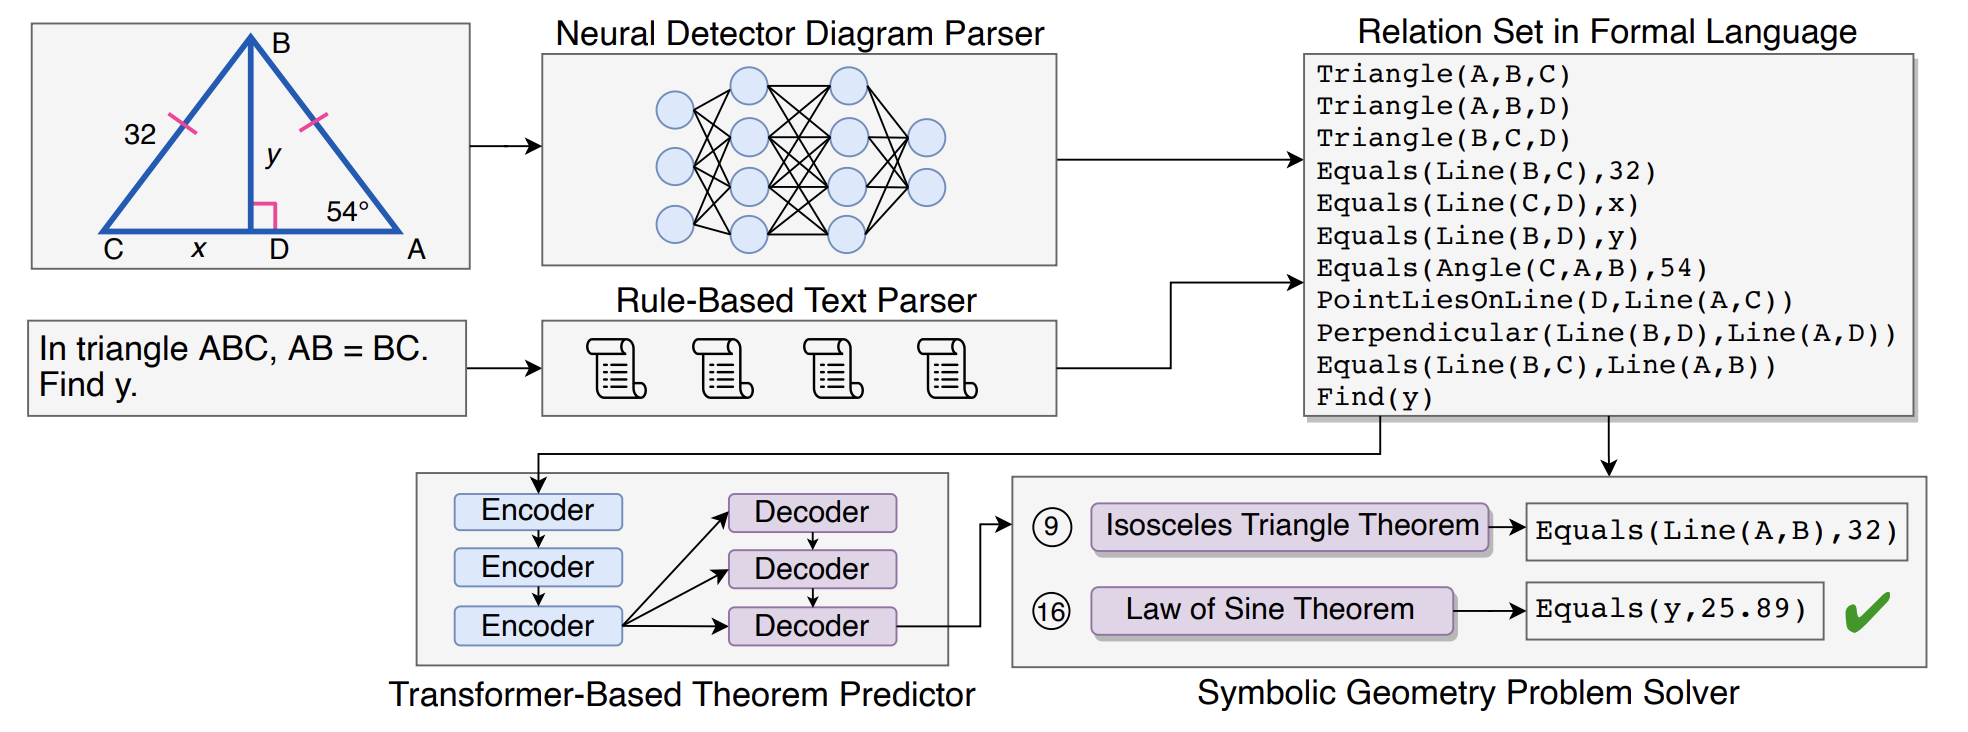 Neural Detector Diagram Parser
Relation Set in Formal Language
B
32
y
54°
C
x
D
A
Triangle(A,B,C)
Triangle(A,B,D)
Triangle(B,C,D)
Equals(Line(B,C),32)
Equals(Line(C,D),x)
Equals(Line(B,D),y)
Equals(Angle(C,A,B),54)
PointLiesOnLine(D,Line(A,C))
Perpendicular(Line(B,D),Line(A,D))
Equals(Line(B,C),Line(A,B))
Find(y)
Rule-Based Text Parser
In triangle ABC, AB = BC.
Find y.
Encoder
Encoder
Encoder
Decoder
Decoder
Decoder
Transformer-Based Theorem Predictor
9
Isosceles Triangle Theorem
Equals(Line(A,B),32)
16
Law of Sine Theorem
Equals(y,25.89)
Symbolic Geometry Problem Solver